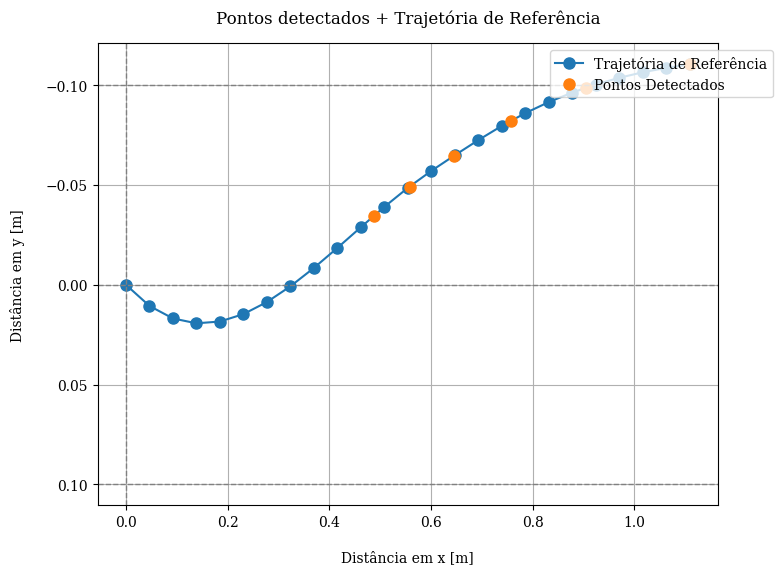 Pontos detectados + Trajetória de Referência
Trajetória de Referência
Pontos Detectados
−0.10
−0.05
0.00
0.05
0.10
Distância em y [m]
0.0 0.2 0.4 0.6 0.8 1.0
Distância em x [m]